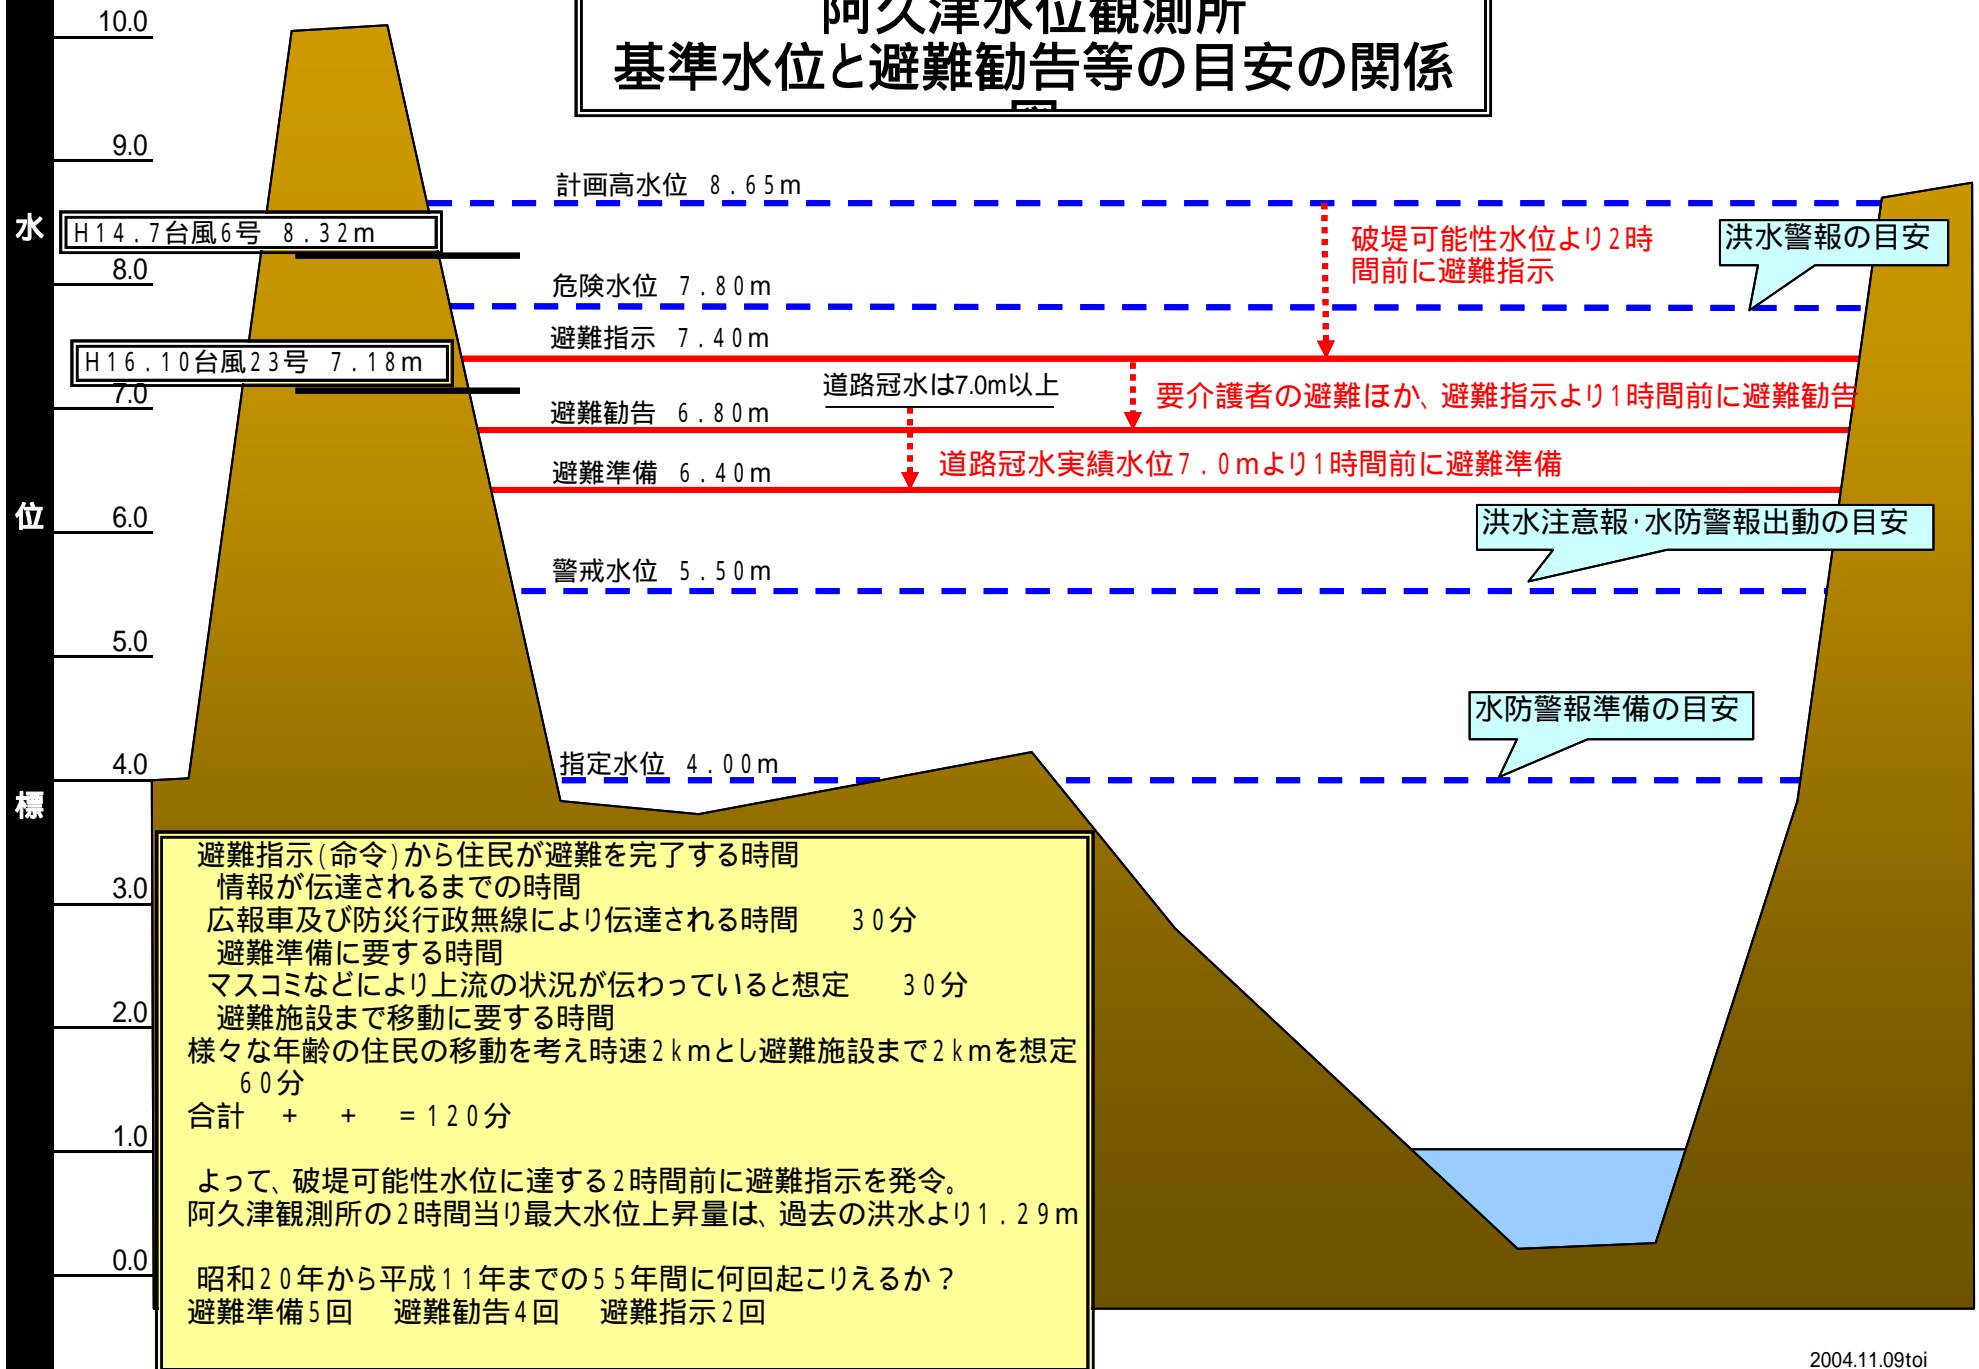 阿久津水位観測所
基準水位と避難勧告等の目安の関係
水
位
標
10.0
9.0
8.0
7.0
6.0
5.0
4.0
3.0
2.0
1.0
0.0
計画高水位 8.65m
H14.7台風6号 8.32m
破堤可能性水位より2時
間前に避難指示
洪水警報の目安
危険水位 7.80m
避難指示 7.40m
H16.10台風23号 7.18m
道路冠水は7.0m以上
要介護者の避難ほか、避難指示より1時間前に避難勧告
避難勧告 6.80m
道路冠水実績水位7.0mより1時間前に避難準備
避難準備 6.40m
洪水注意報・水防警報出動の目安
警戒水位 5.50m
水防警報準備の目安
指定水位 4.00m
避難指示(命令)から住民が避難を完了する時間
情報が伝達されるまでの時間
広報車及び防災行政無線により伝達される時間 30分
避難準備に要する時間
マスコミなどにより上流の状況が伝わっていると想定 30分
避難施設まで移動に要する時間
様々な年齢の住民の移動を考え時速2kmとし避難施設まで2kmを想定
60分
合計 + + =120分
よって、破堤可能性水位に達する2時間前に避難指示を発令。
阿久津観測所の2時間当り最大水位上昇量は、過去の洪水より1.29m
昭和20年から平成11年までの55年間に何回起こりえるか?
避難準備5回 避難勧告4回 避難指示2回
2004.11.09toi